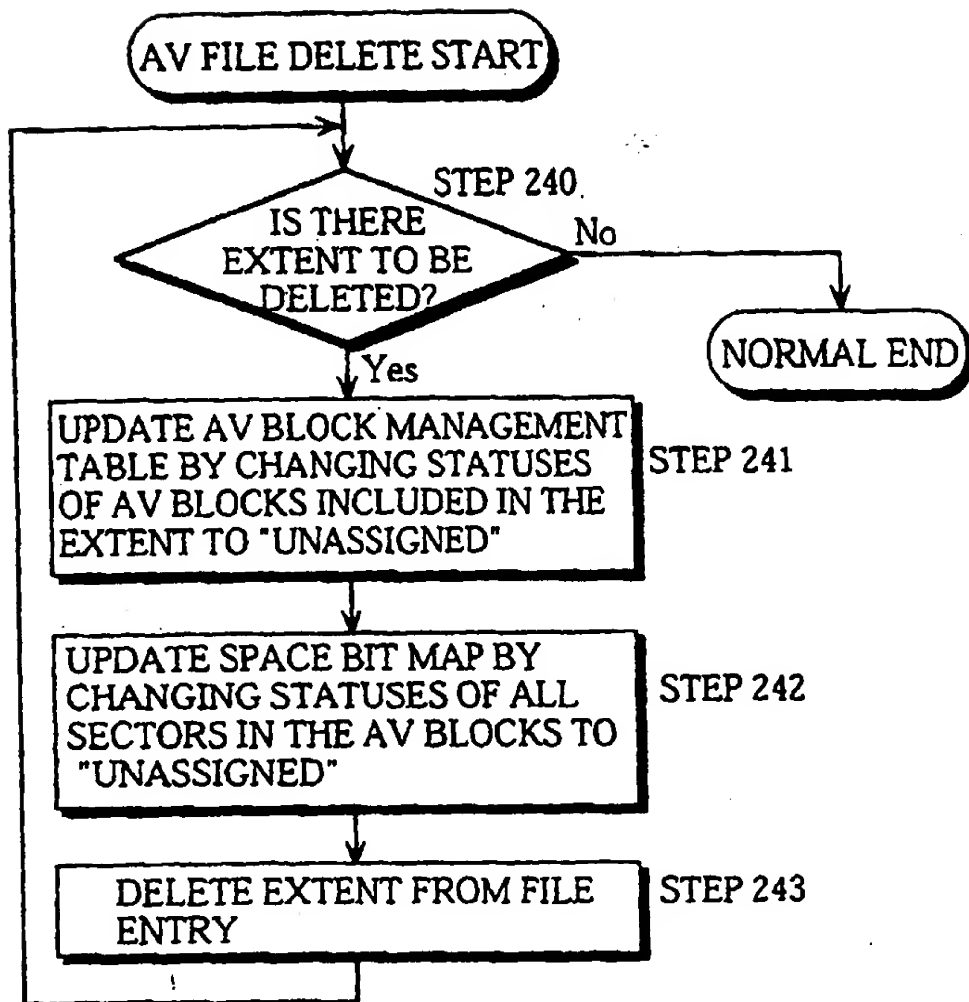 AV FILE DELETE START
STEP 240
IS THERE
EXTENT TO BE
DELETED?
No
NORMAL END
Yes
UPDATE AV BLOCK MANAGEMENT
TABLE BY CHANGING STATUSES
OF AV BLOCKS INCLUDED IN THE
EXTENT TO "UNASSIGNED"
STEP 241
UPDATE SPACE BIT MAP BY
CHANGING STATUSES OF ALL
SECTORS IN THE AV BLOCKS TO
"UNASSIGNED"
STEP 242
DELETE EXTENT FROM FILE
ENTRY
STEP 243